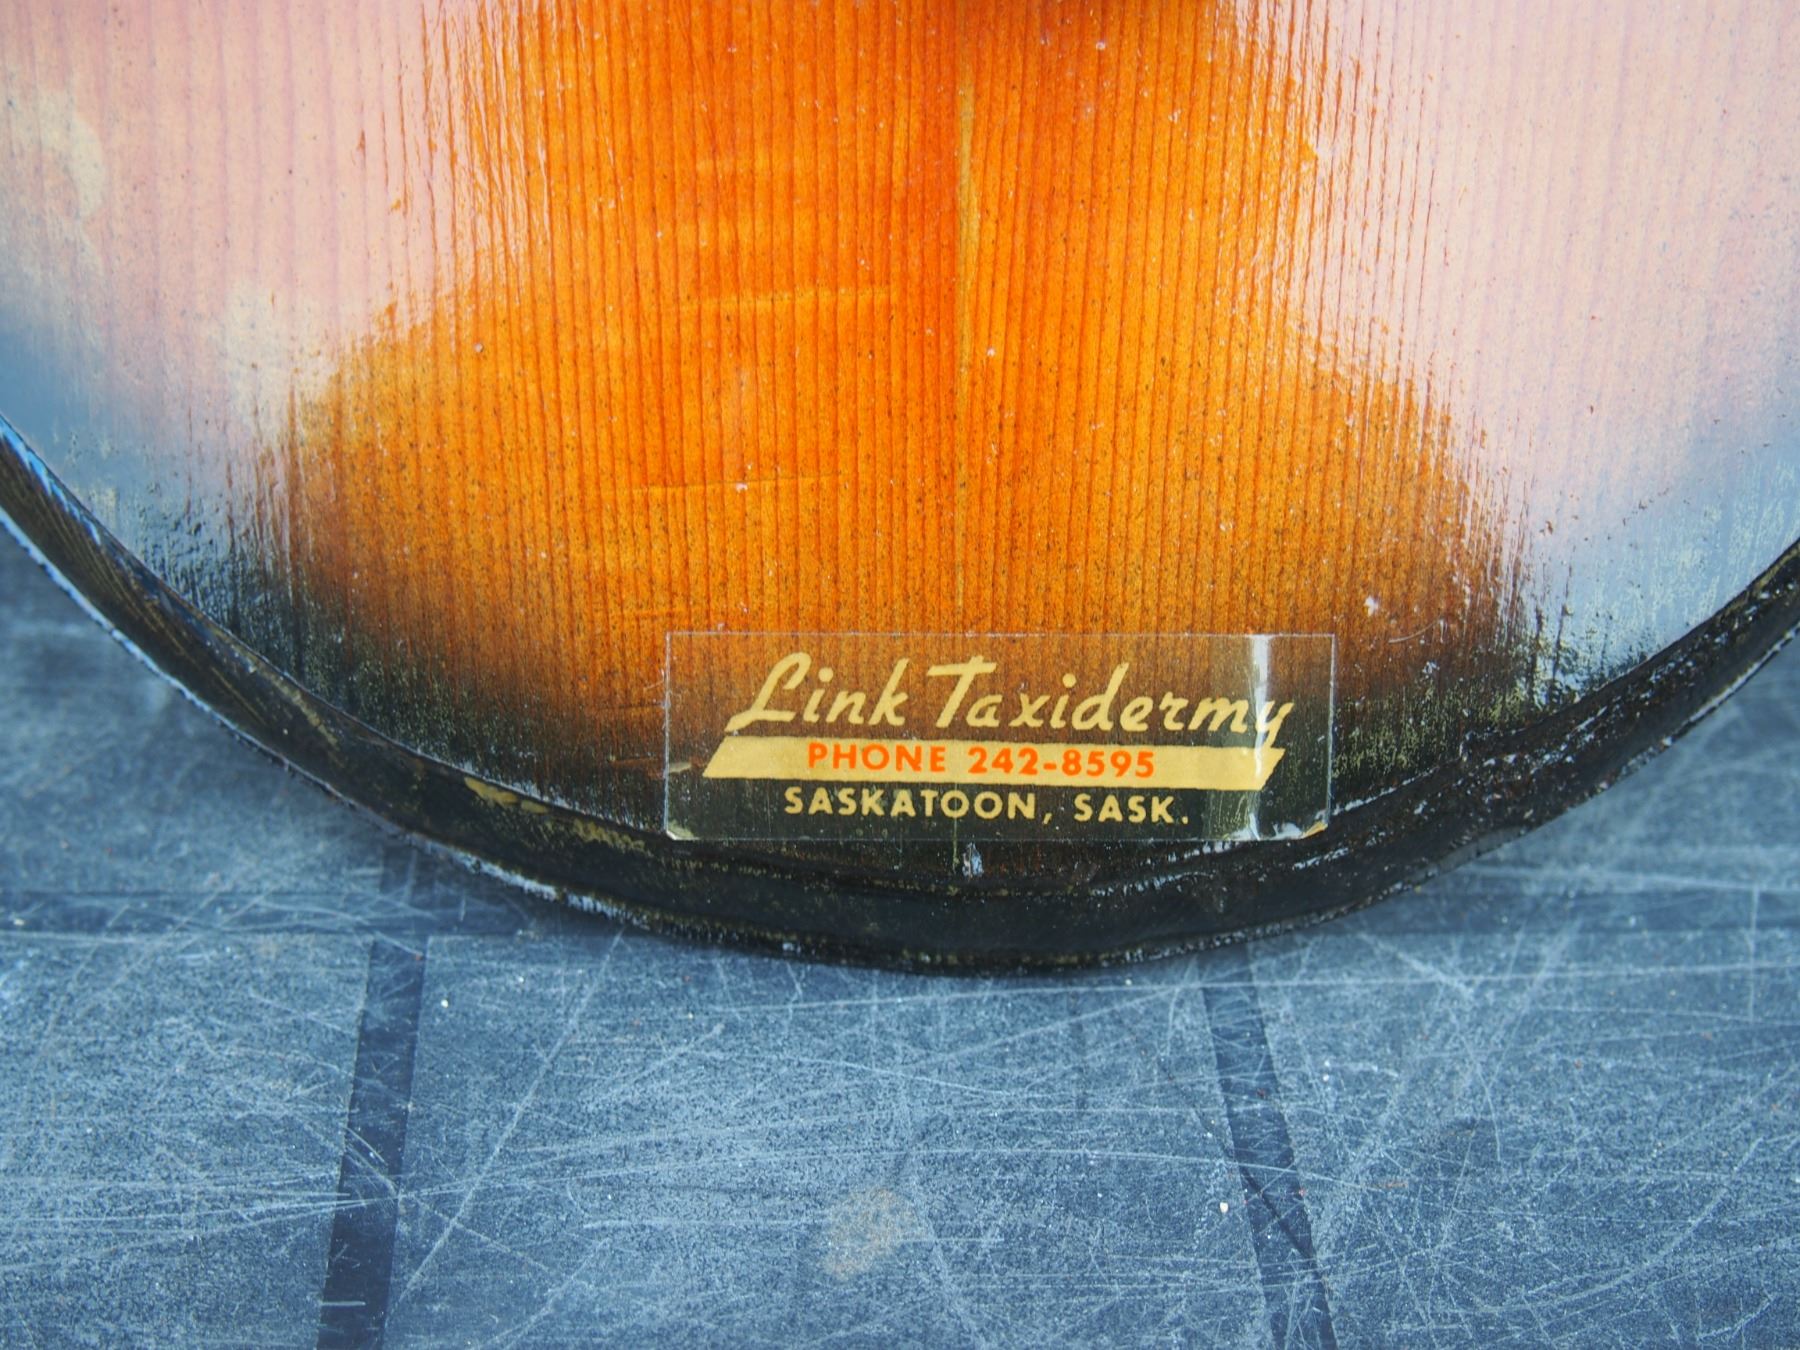 Link Taxidermy
PHONE 242-8595
SASKATOON, SASK.